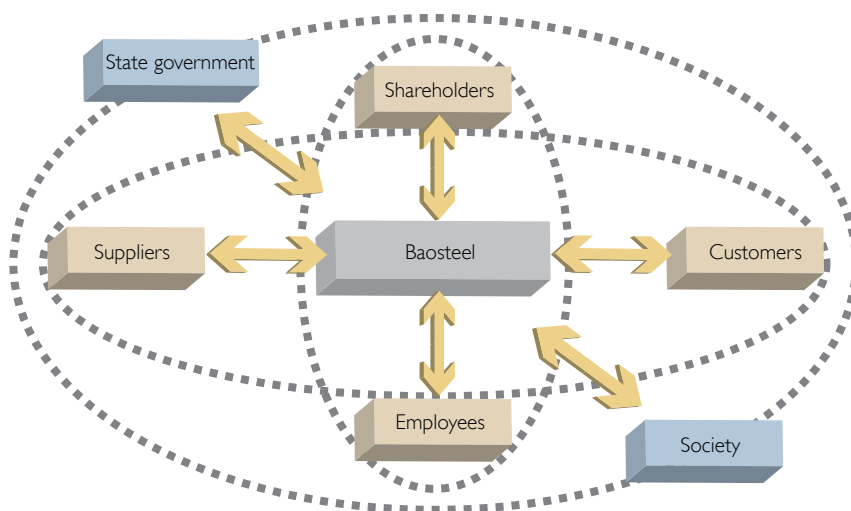 State government
Shareholders
Suppliers
Baosteel
Customers
Employees
Society